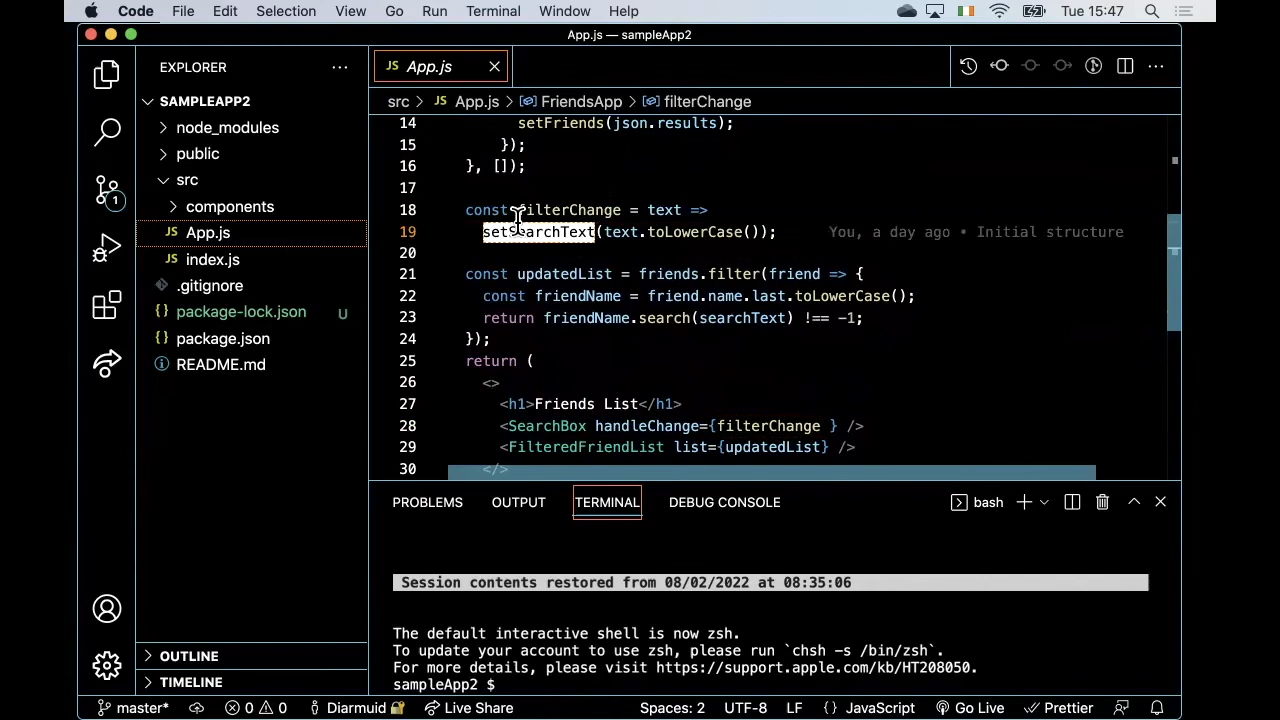 Code File Edit Selection View Go Run Terminal Window Help Tue 15:47
App.js — sampleApp2
EXPLORER
SAMPLEAPP2
node_modules
public
src
components
JS App.js
JS index.js
.gitignore
{} package-lock.json U
{} package.json
README.md
OUTLINE
TIMELINE
1
JS App.js
src > JS App.js > FriendsApp > filterChange
14 setFriends(json.results);
15 });
16 }, []);
17
18 const filterChange = text =>
19 setSearchText(text.toLowerCase()); You, a day ago • Initial structure
20
21 const updatedList = friends.filter(friend => {
22 const friendName = friend.name.last.toLowerCase();
23 return friendName.search(searchText) !== -1;
24 });
25 return (
26 <>
27 <h1>Friends List</h1>
28 <SearchBox handleChange={filterChange } />
29 <FilteredFriendList list={updatedList} />
30 </>
PROBLEMS OUTPUT TERMINAL DEBUG CONSOLE bash
Session contents restored from 08/02/2022 at 08:35:06
The default interactive shell is now zsh.
To update your account to use zsh, please run `chsh -s /bin/zsh`.
For more details, please visit https://support.apple.com/kb/HT208050.
sampleApp2 $
master* 0 0 Diarmuid Live Share Spaces: 2 UTF-8 LF {} JavaScript Go Live Prettier